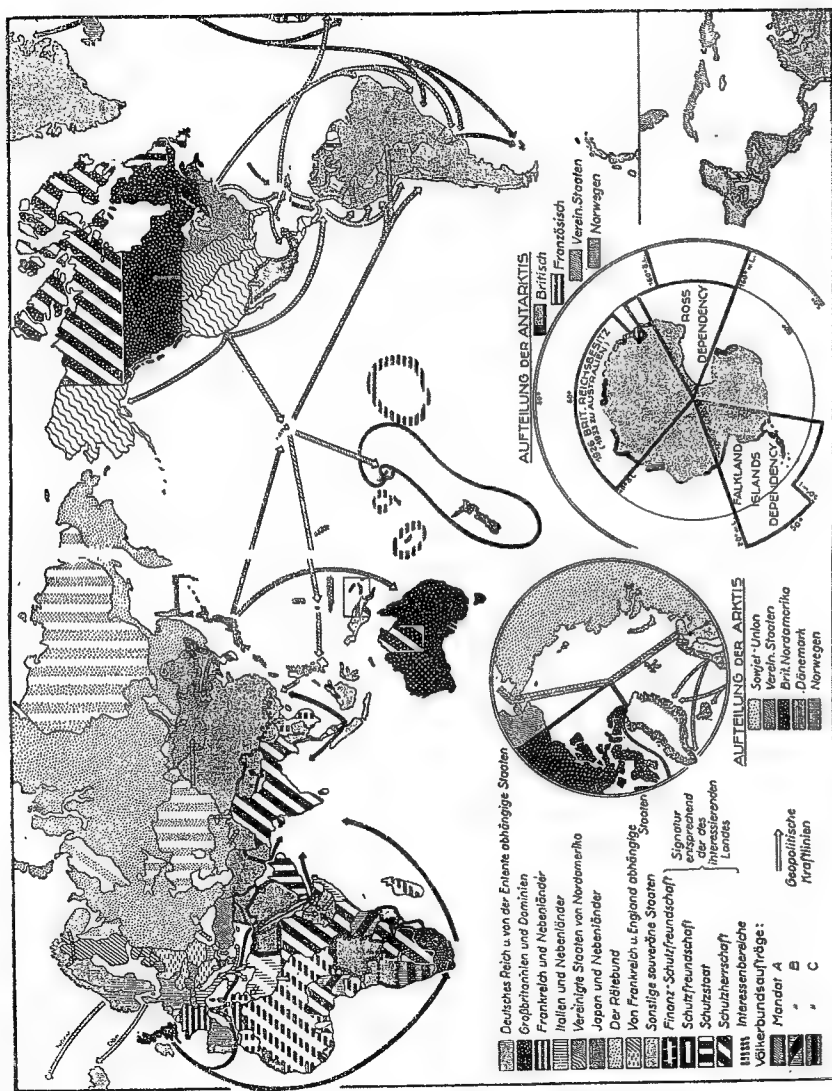 Deutsches Reich u. von der Entente abhängige Staaten
Großbritannien und Dominien
Frankreich und Nebenländer
Italien und Nebenländer
Vereinigte Staaten von Nordamerika
Japan und Nebenländer
Der Rätebund
Von Frankreich u. England abhängige Staaten
Sonstige souveräne Staaten
Finanz-Schutzfreundschaft
Schutzfreundschaft
Schutzstaat
Schutzherrschaft
Signatur
entsprechend
der des
interessierenden
Landes
Interessenbereiche
Völkerbundsaufträge:
Mandat A
" B
" C
Geopolitische
Kraftlinien
AUFTEILUNG DER ARKTIS
Sowjet-Union
Verein. Staaten
Brit. Nordamerika
Dänemark
Norwegen
AUFTEILUNG DER ANTARKTIS
Britisch
Französisch
Verein. Staaten
Norwegen
BRIT. REICHSBESITZ
ROSS
DEPENDENCY
FALKLAND
ISLANDS
DEPENDENCY